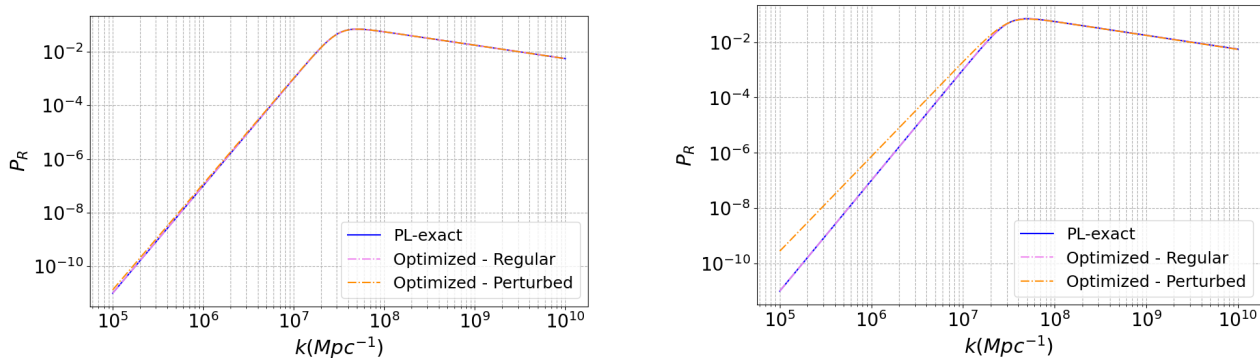 P_R
10^{-2}
10^{-4}
10^{-6}
10^{-8}
10^{-10}
PL-exact
Optimized - Regular
Optimized - Perturbed
10^5 10^6 10^7 10^8 10^9 10^{10}
k(Mpc^{-1})
P_R
10^{-2}
10^{-4}
10^{-6}
10^{-8}
10^{-10}
PL-exact
Optimized - Regular
Optimized - Perturbed
10^5 10^6 10^7 10^8 10^9 10^{10}
k(Mpc^{-1})